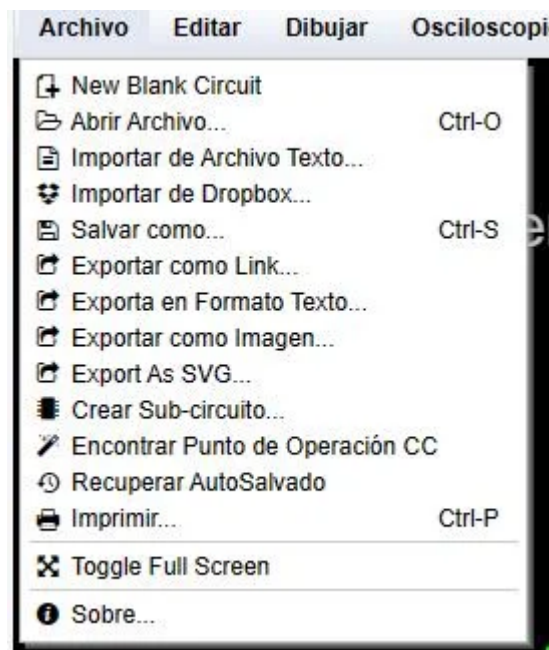 Archivo Editar Dibujar Osciloscopi
New Blank Circuit
Abrir Archivo... Ctrl-O
Importar de Archivo Texto...
Importar de Dropbox...
Salvar como... Ctrl-S
Exportar como Link...
Exporta en Formato Texto...
Exportar como Imagen...
Export As SVG...
Crear Sub-circuito...
Encontrar Punto de Operación CC
Recuperar AutoSalvado
Imprimir... Ctrl-P
Toggle Full Screen
Sobre...